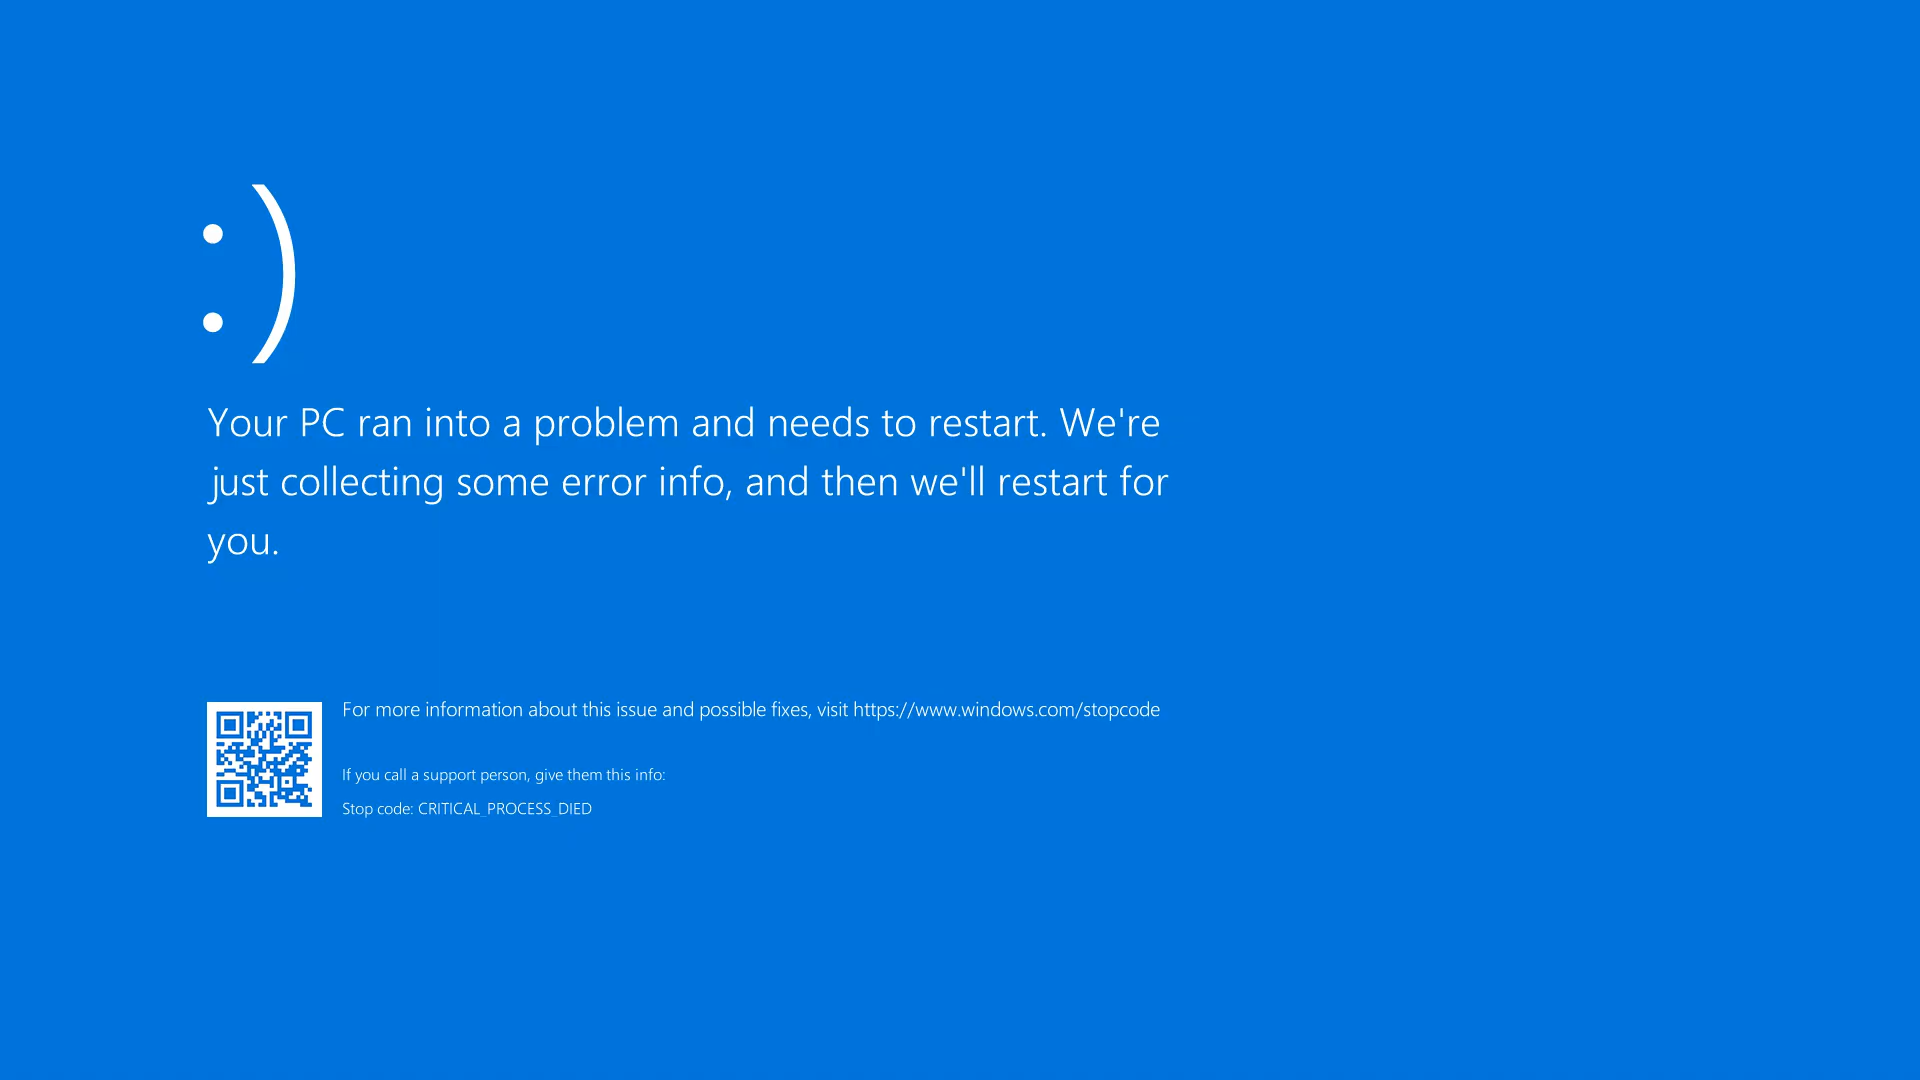 :)
Your PC ran into a problem and needs to restart. We're
just collecting some error info, and then we'll restart for
you.
For more information about this issue and possible fixes, visit https://www.windows.com/stopcode
If you call a support person, give them this info:
Stop code: CRITICAL_PROCESS_DIED